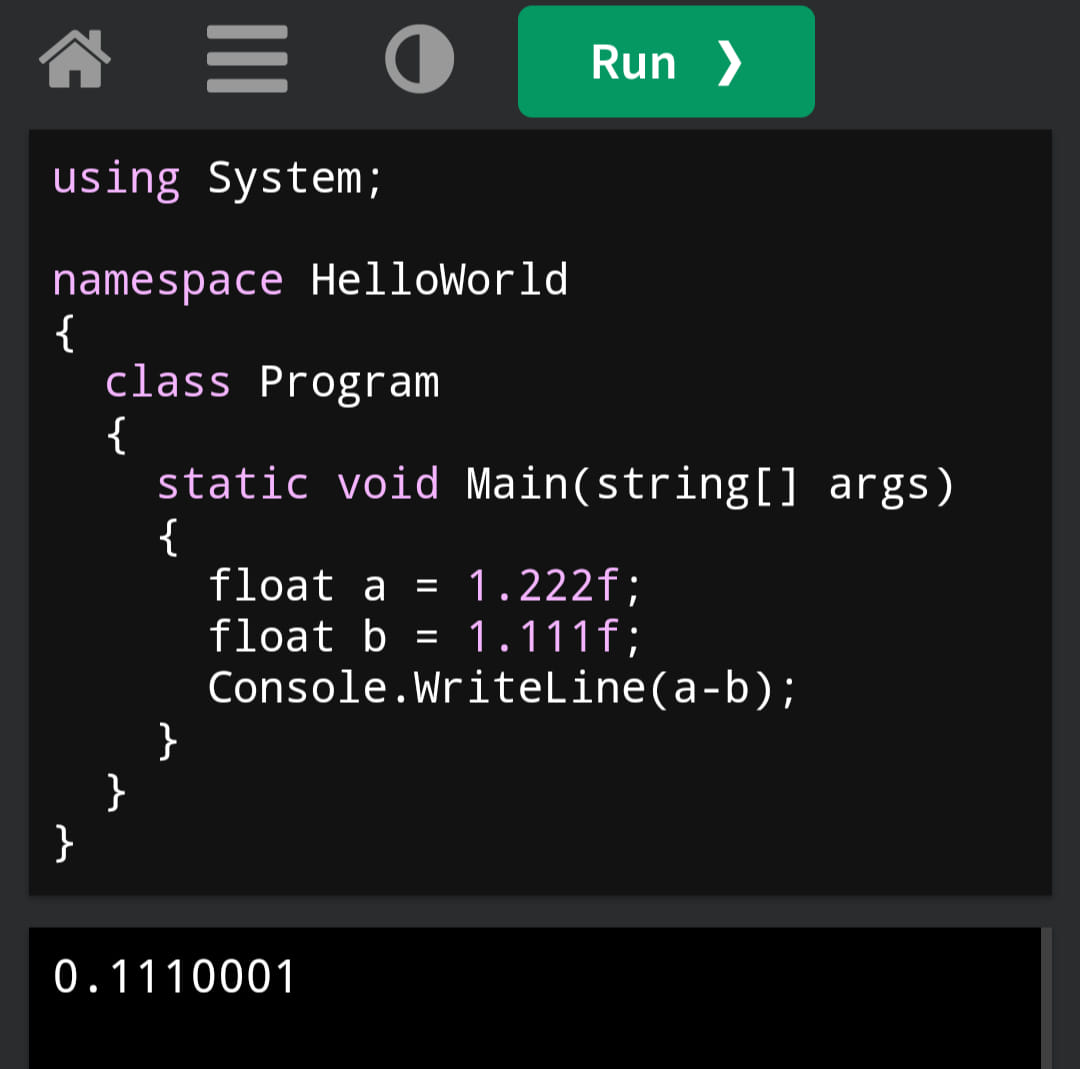 Run ❯
using System;
namespace HelloWorld
{
class Program
{
static void Main(string[] args)
{
float a = 1.222f;
float b = 1.111f;
Console.WriteLine(a-b);
}
}
}
0.1110001